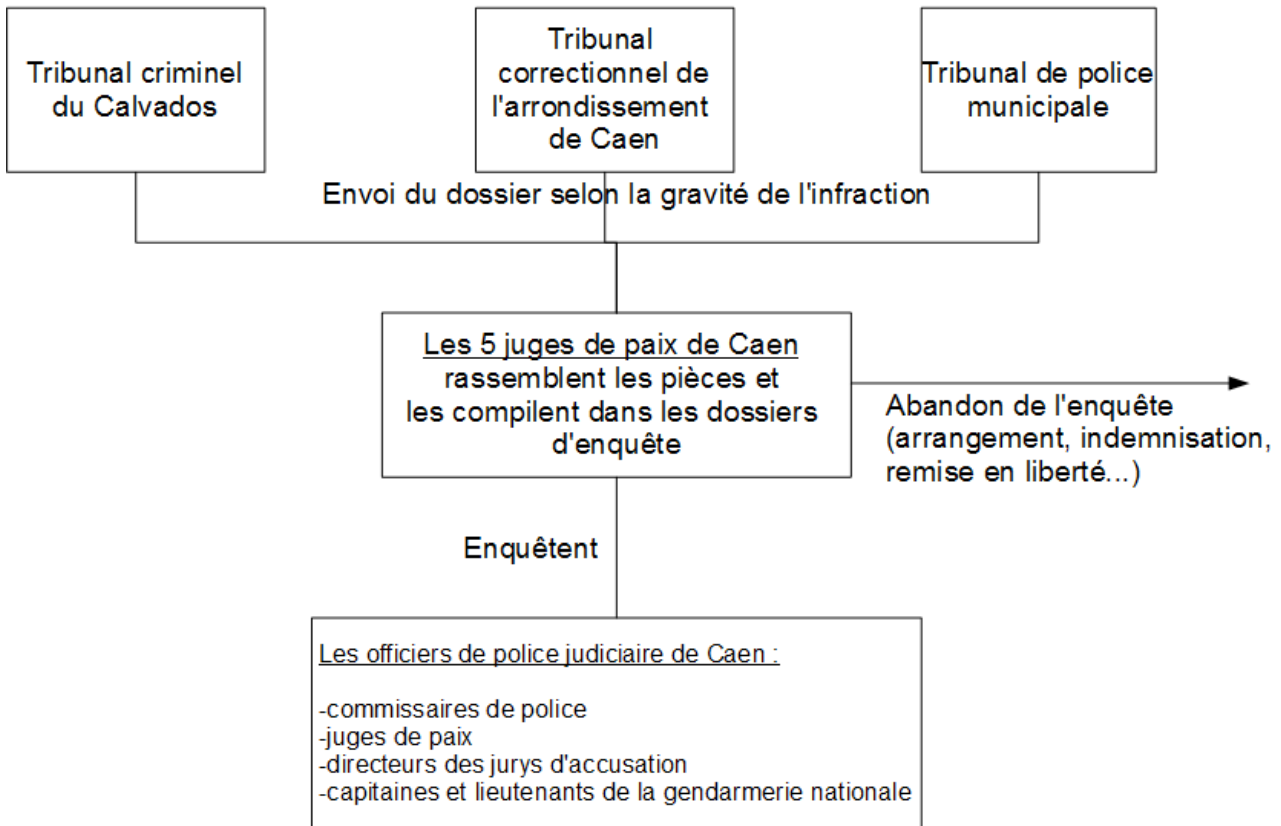 Tribunal criminel
du Calvados
Tribunal
correctionnel de
l'arrondissement
de Caen
Tribunal de police
municipale
Envoi du dossier selon la gravité de l'infraction
Les 5 juges de paix de Caen
rassemblent les pièces et
les compilent dans les dossiers
d'enquête
Abandon de l'enquête
(arrangement, indemnisation,
remise en liberté...)
Enquêtent
Les officiers de police judiciaire de Caen :
-commissaires de police
-juges de paix
-directeurs des jurys d'accusation
-capitaines et lieutenants de la gendarmerie nationale